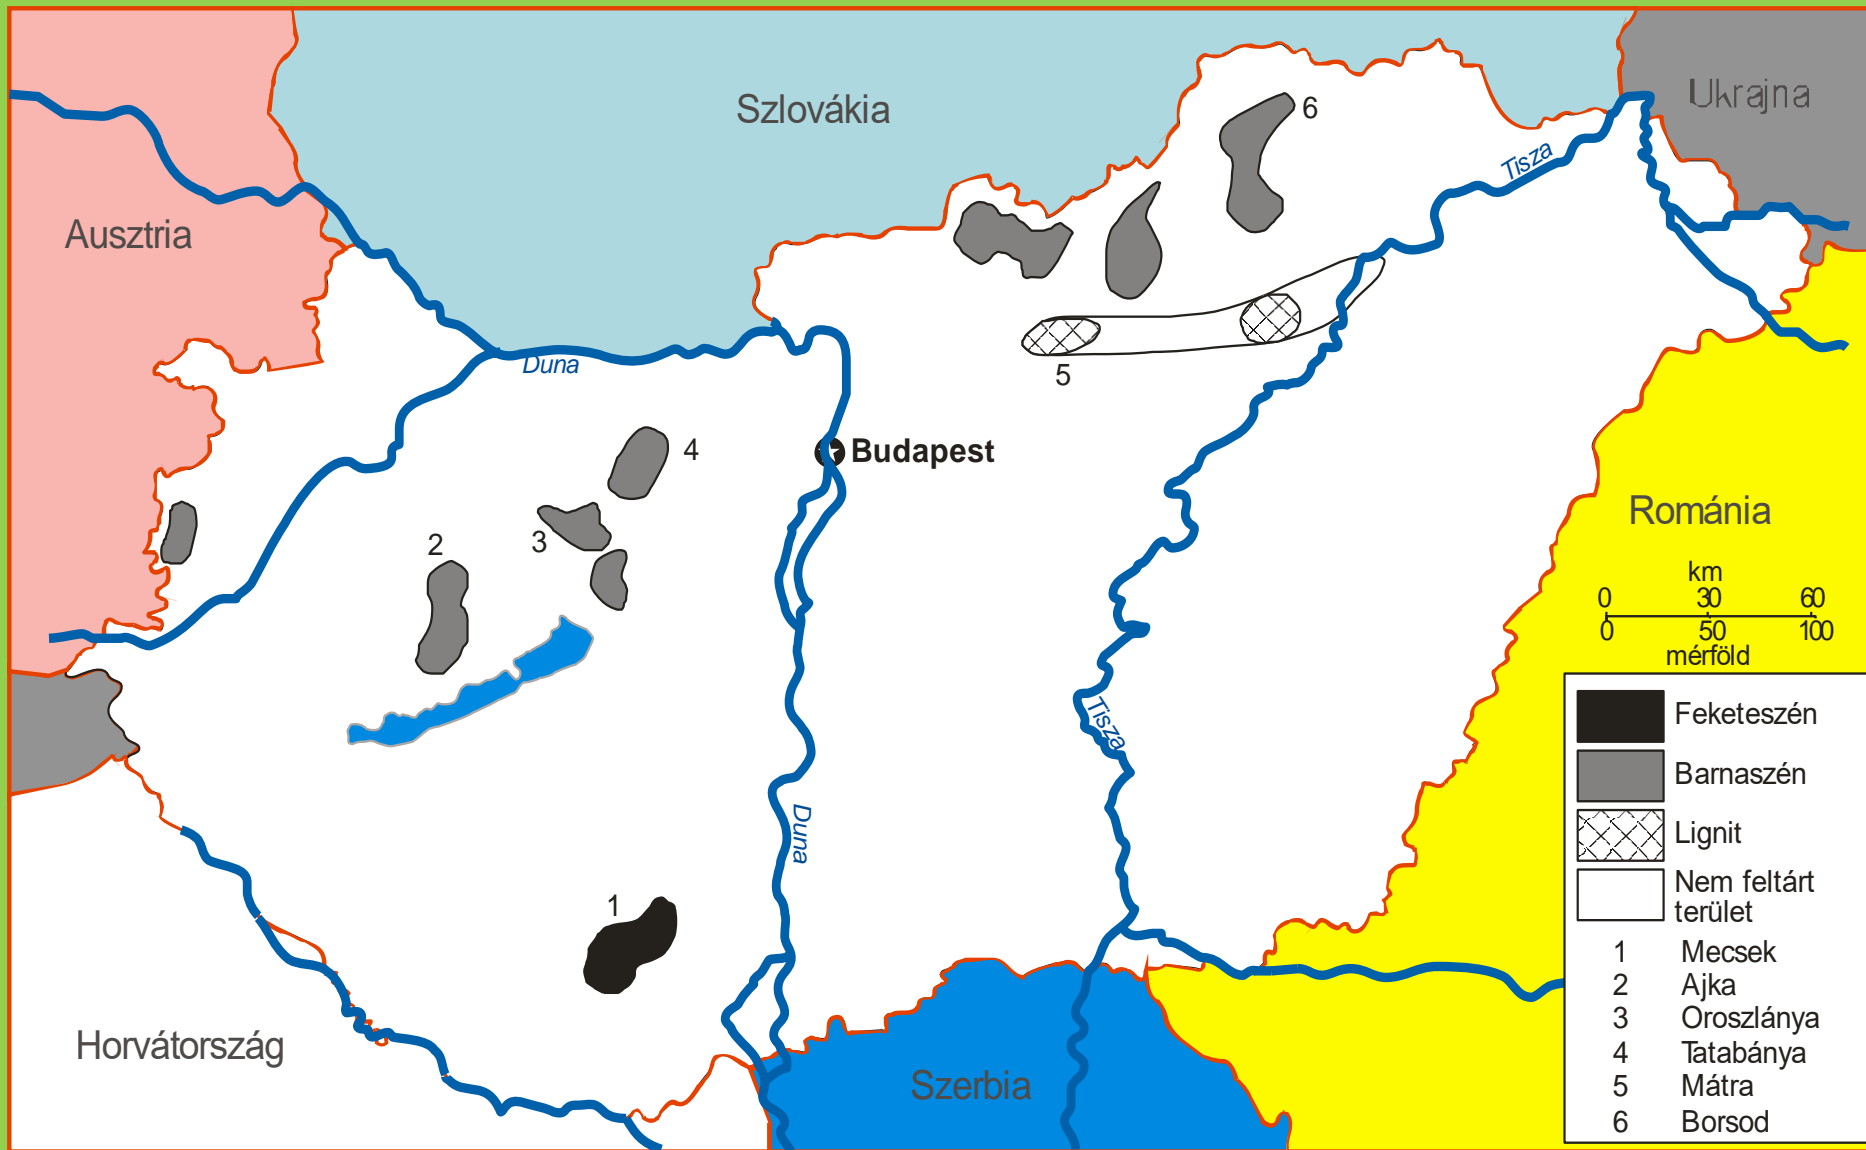 Szlovákia
6
Ukrajna
Tisza
Ausztria
Duna
5
4
Budapest
3
2
Románia
km
0 30 60
0 50 100
mérföld
Tisza
Duna
1
Horvátország
Szerbia
Feketeszén
Barnaszén
Lignit
Nem feltárt
terület
1 Mecsek
2 Ajka
3 Oroszlánya
4 Tatabánya
5 Mátra
6 Borsod